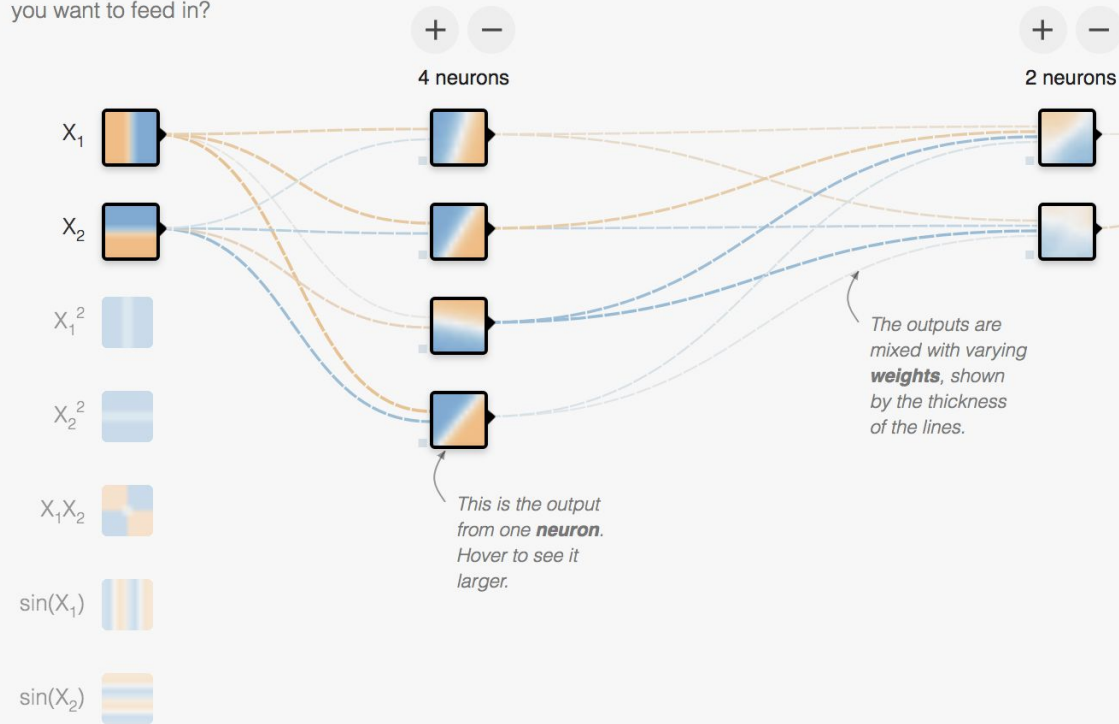 you want to feed in?
+ −
+ −
4 neurons
2 neurons
X₁
X₂
X₁²
X₂²
X₁X₂
sin(X₁)
sin(X₂)
The outputs are
mixed with varying
weights, shown
by the thickness
of the lines.
This is the output
from one neuron.
Hover to see it
larger.